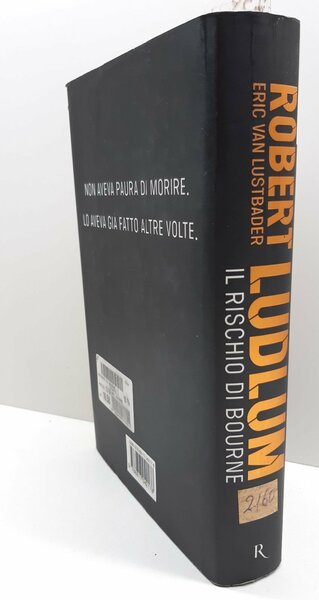 NON AVEVA PAURA DI MORIRE.
LO AVEVA GIÀ FATTO ALTRE VOLTE.
ROBERT
LUDLUM
ERIC VAN LUSTBADER
IL RISCHIO DI BOURNE
2160
R